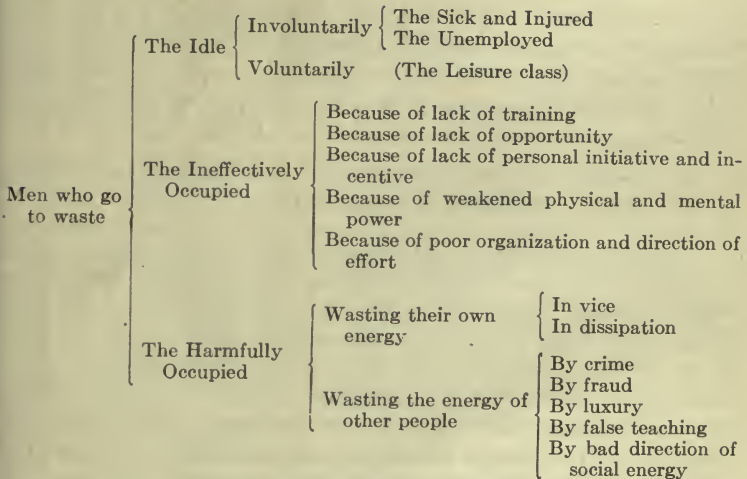 Men who go
to waste
The Idle
Involuntarily
The Sick and Injured
The Unemployed
Voluntarily
(The Leisure class)
The Ineffectively
Occupied
Because of lack of training
Because of lack of opportunity
Because of lack of personal initiative and in-
centive
Because of weakened physical and mental
power
Because of poor organization and direction of
effort
The Harmfully
Occupied
Wasting their own
energy
In vice
In dissipation
Wasting the energy of
other people
By crime
By fraud
By luxury
By false teaching
By bad direction of
social energy